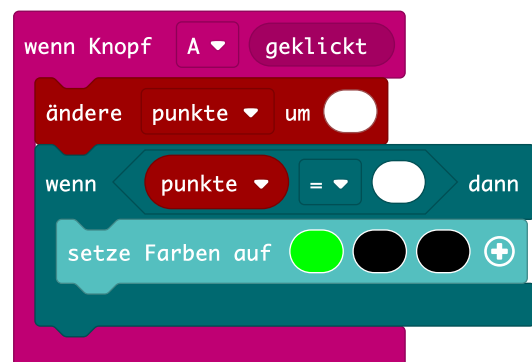 wenn Knopf A geklickt
ändere punkte um
wenn punkte = dann
setze Farben auf